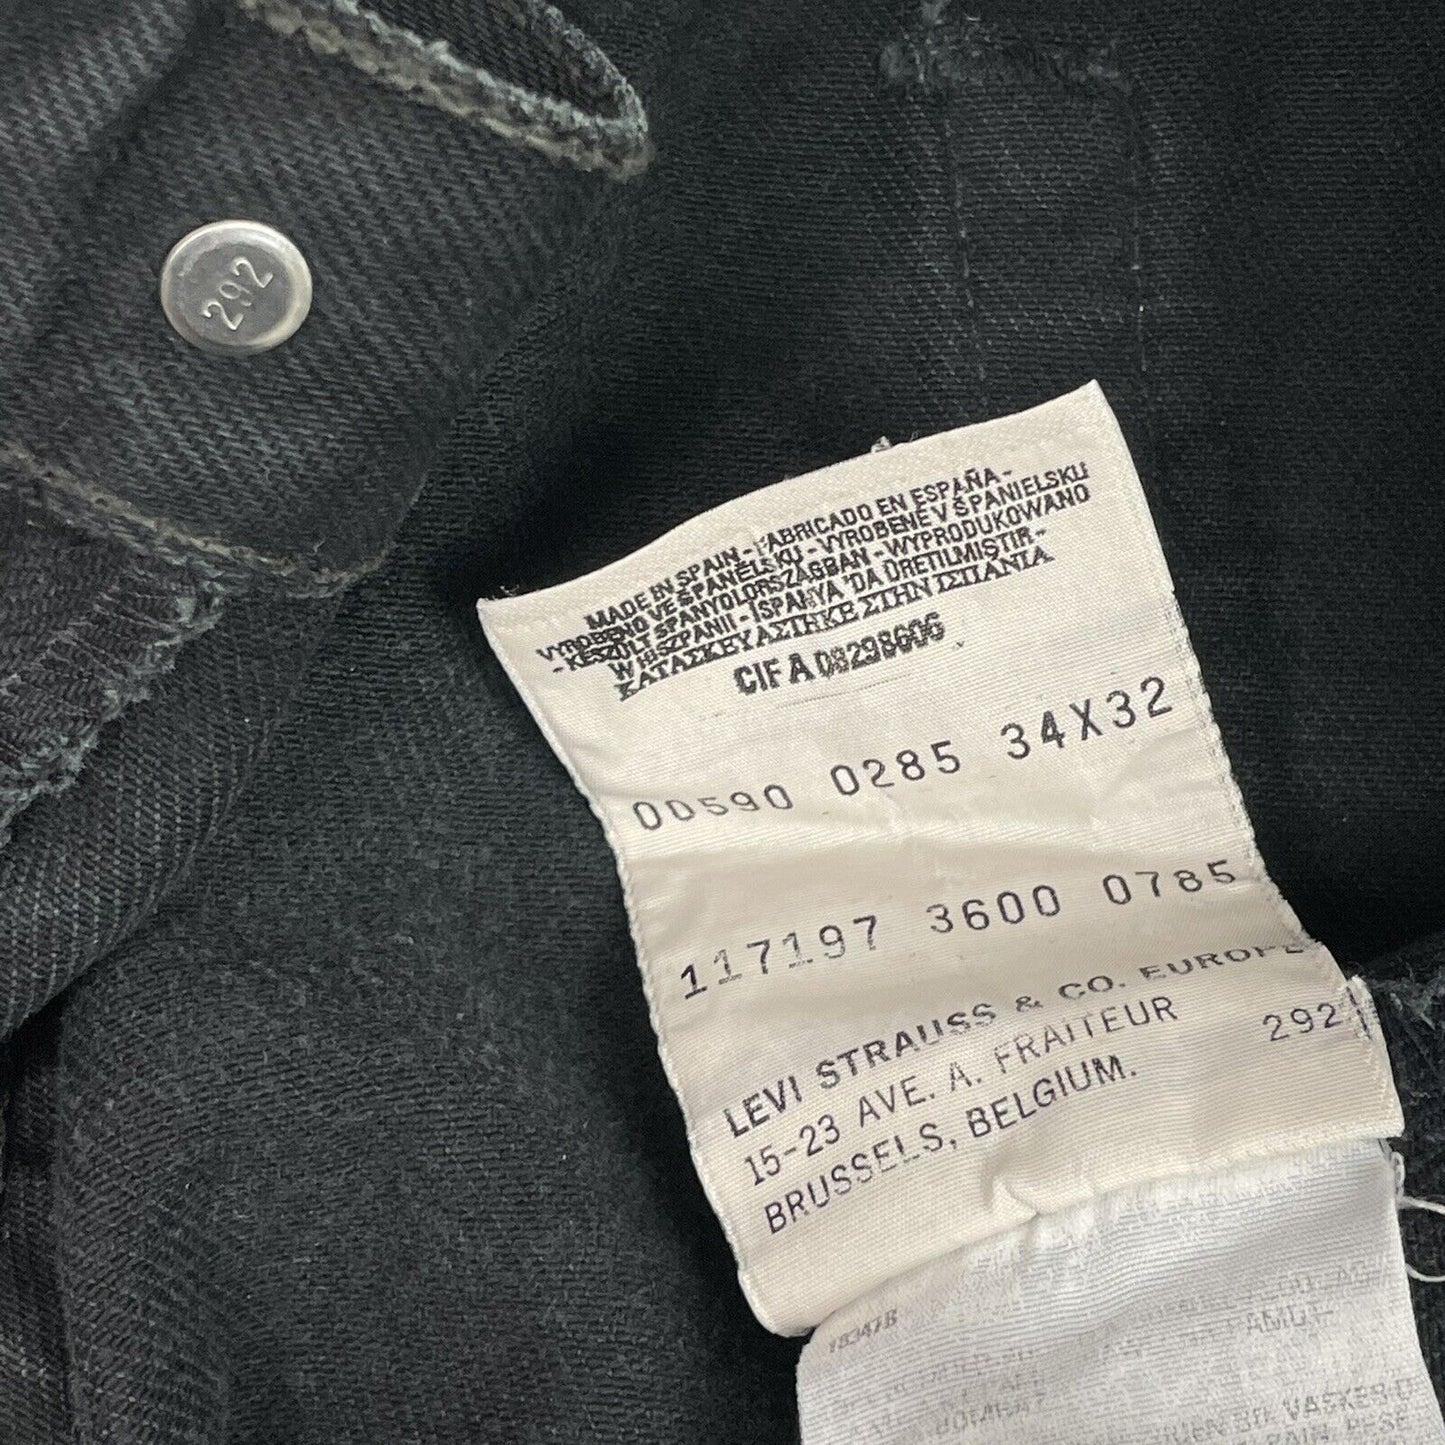 292
MADE IN SPAIN - FABRICADO EN ESPAÑA -
VYROBENO VE ŠPANĚLSKU - VYROBENÉ V ŠPANIELSKU
- KÉSZÜLT SPANYOLORSZÁGBAN - WYPRODUKOWANO
W HISZPANII - İSPANYA 'DA ÜRETİLMİŞTİR -
ΚΑΤΑΣΚΕΥΑΣΤΗΚΕ ΣΤΗΝ ΙΣΠΑΝΙΑ
CIF A08298606
00590 0285 34X32
117197 3600 0785
LEVI STRAUSS & CO. EUROPE
15-23 AVE. A. FRAITEUR 292
BRUSSELS, BELGIUM.
VASKES